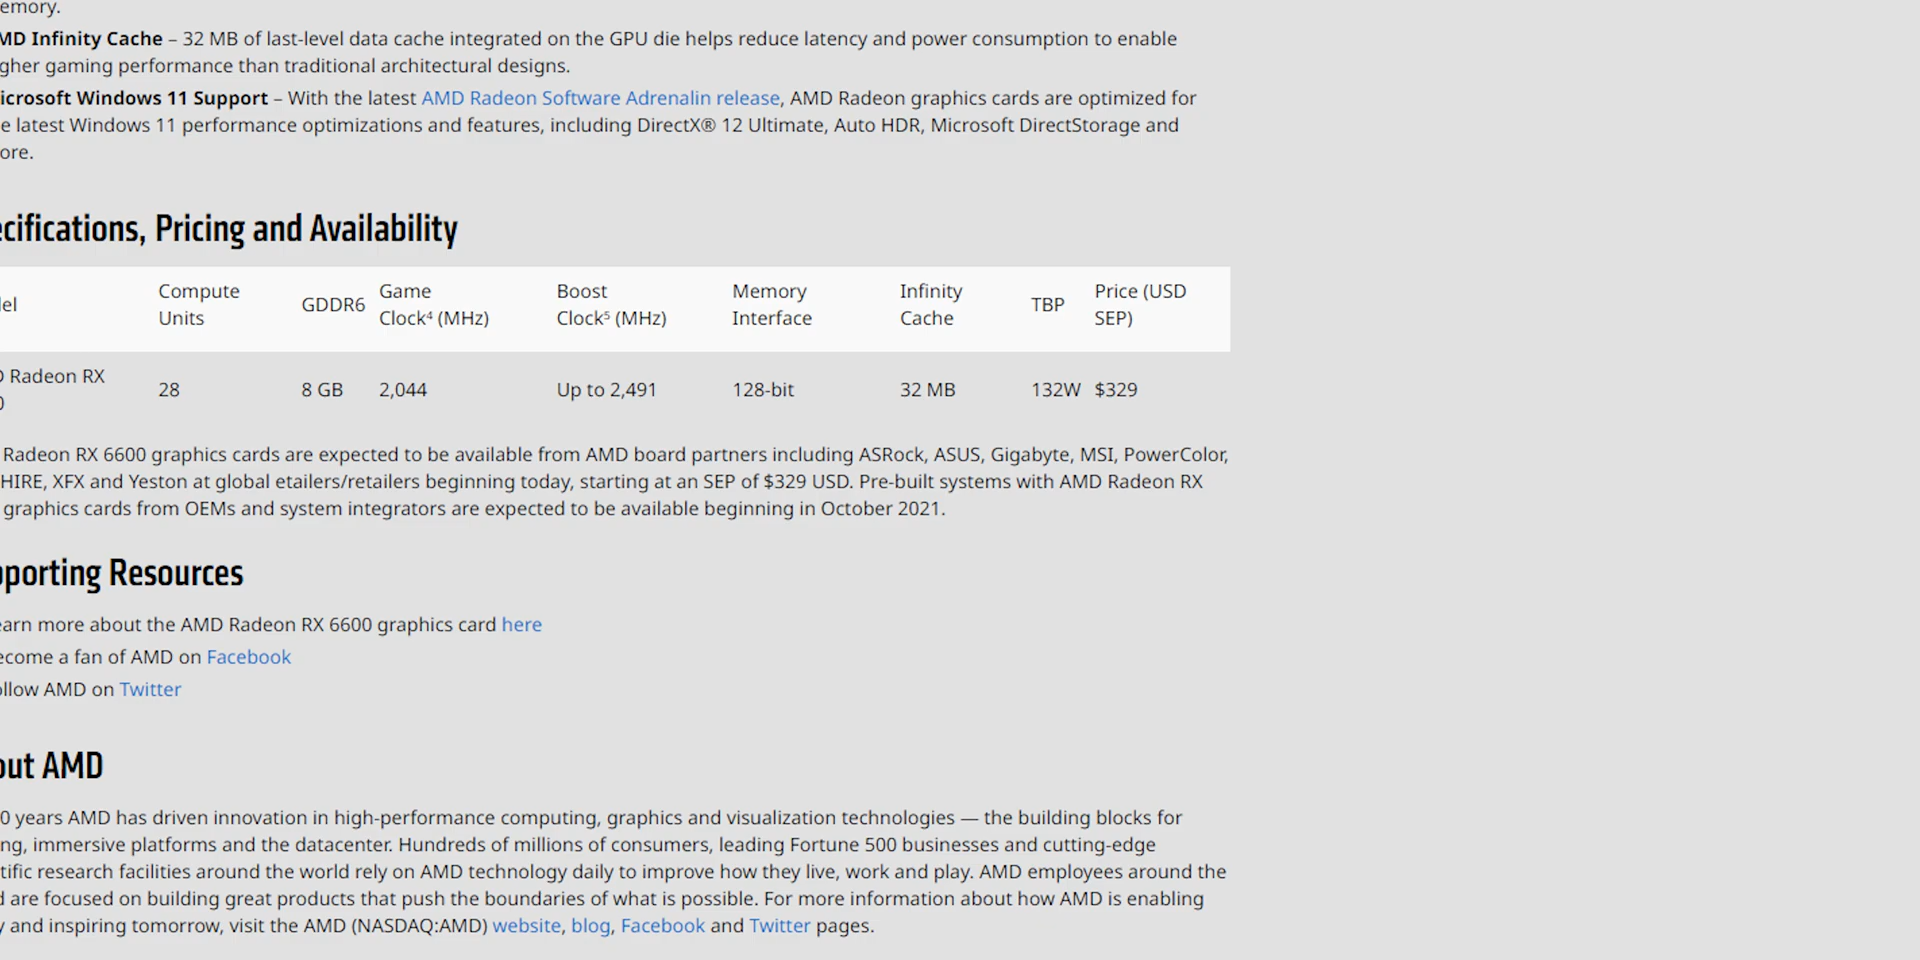 emory.
MD Infinity Cache – 32 MB of last-level data cache integrated on the GPU die helps reduce latency and power consumption to enable
gher gaming performance than traditional architectural designs.
icrosoft Windows 11 Support – With the latest AMD Radeon Software Adrenalin release, AMD Radeon graphics cards are optimized for
e latest Windows 11 performance optimizations and features, including DirectX® 12 Ultimate, Auto HDR, Microsoft DirectStorage and
ore.
ecifications, Pricing and Availability
lel Compute Units GDDR6 Game Clock⁴ (MHz) Boost Clock⁵ (MHz) Memory Interface Infinity Cache TBP Price (USD SEP)
D Radeon RX
0 28 8 GB 2,044 Up to 2,491 128-bit 32 MB 132W $329
Radeon RX 6600 graphics cards are expected to be available from AMD board partners including ASRock, ASUS, Gigabyte, MSI, PowerColor,
HIRE, XFX and Yeston at global etailers/retailers beginning today, starting at an SEP of $329 USD. Pre-built systems with AMD Radeon RX
graphics cards from OEMs and system integrators are expected to be available beginning in October 2021.
pporting Resources
earn more about the AMD Radeon RX 6600 graphics card here
ecome a fan of AMD on Facebook
ollow AMD on Twitter
out AMD
0 years AMD has driven innovation in high-performance computing, graphics and visualization technologies — the building blocks for
ng, immersive platforms and the datacenter. Hundreds of millions of consumers, leading Fortune 500 businesses and cutting-edge
tific research facilities around the world rely on AMD technology daily to improve how they live, work and play. AMD employees around the
d are focused on building great products that push the boundaries of what is possible. For more information about how AMD is enabling
y and inspiring tomorrow, visit the AMD (NASDAQ:AMD) website, blog, Facebook and Twitter pages.